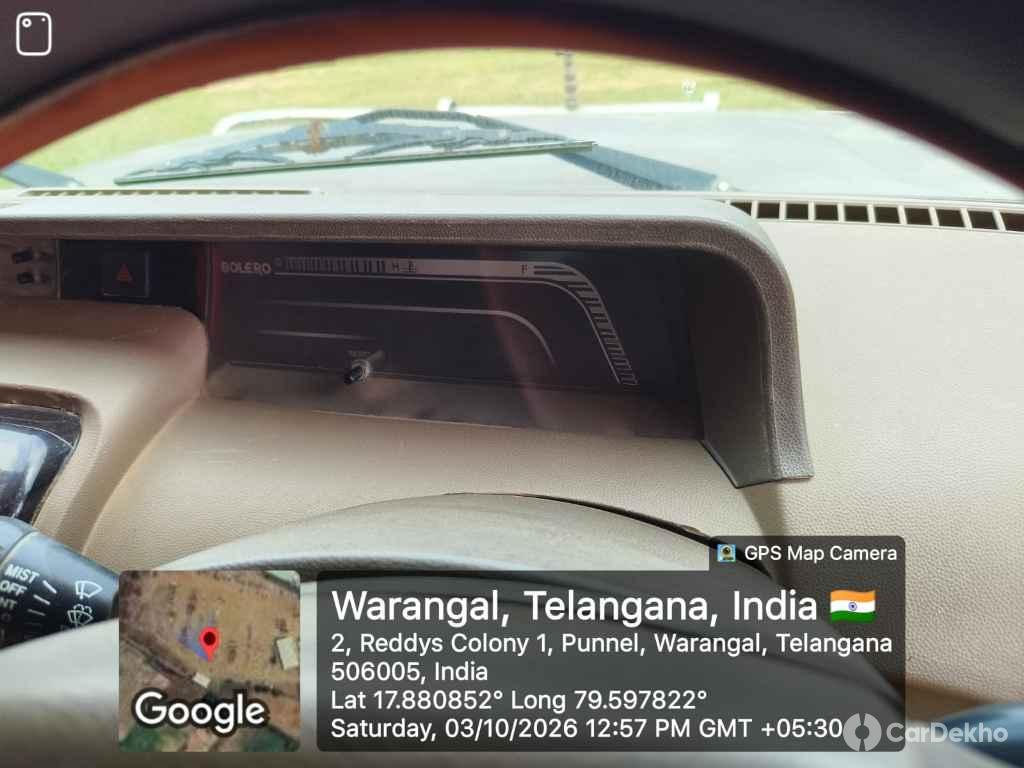 BOLERO
H
F
MIST
OFF
GPS Map Camera
Warangal, Telangana, India 🇮🇳
2, Reddys Colony 1, Punnel, Warangal, Telangana
506005, India
Lat 17.880852° Long 79.597822°
Saturday, 03/10/2026 12:57 PM GMT +05:30
Google
CarDekho